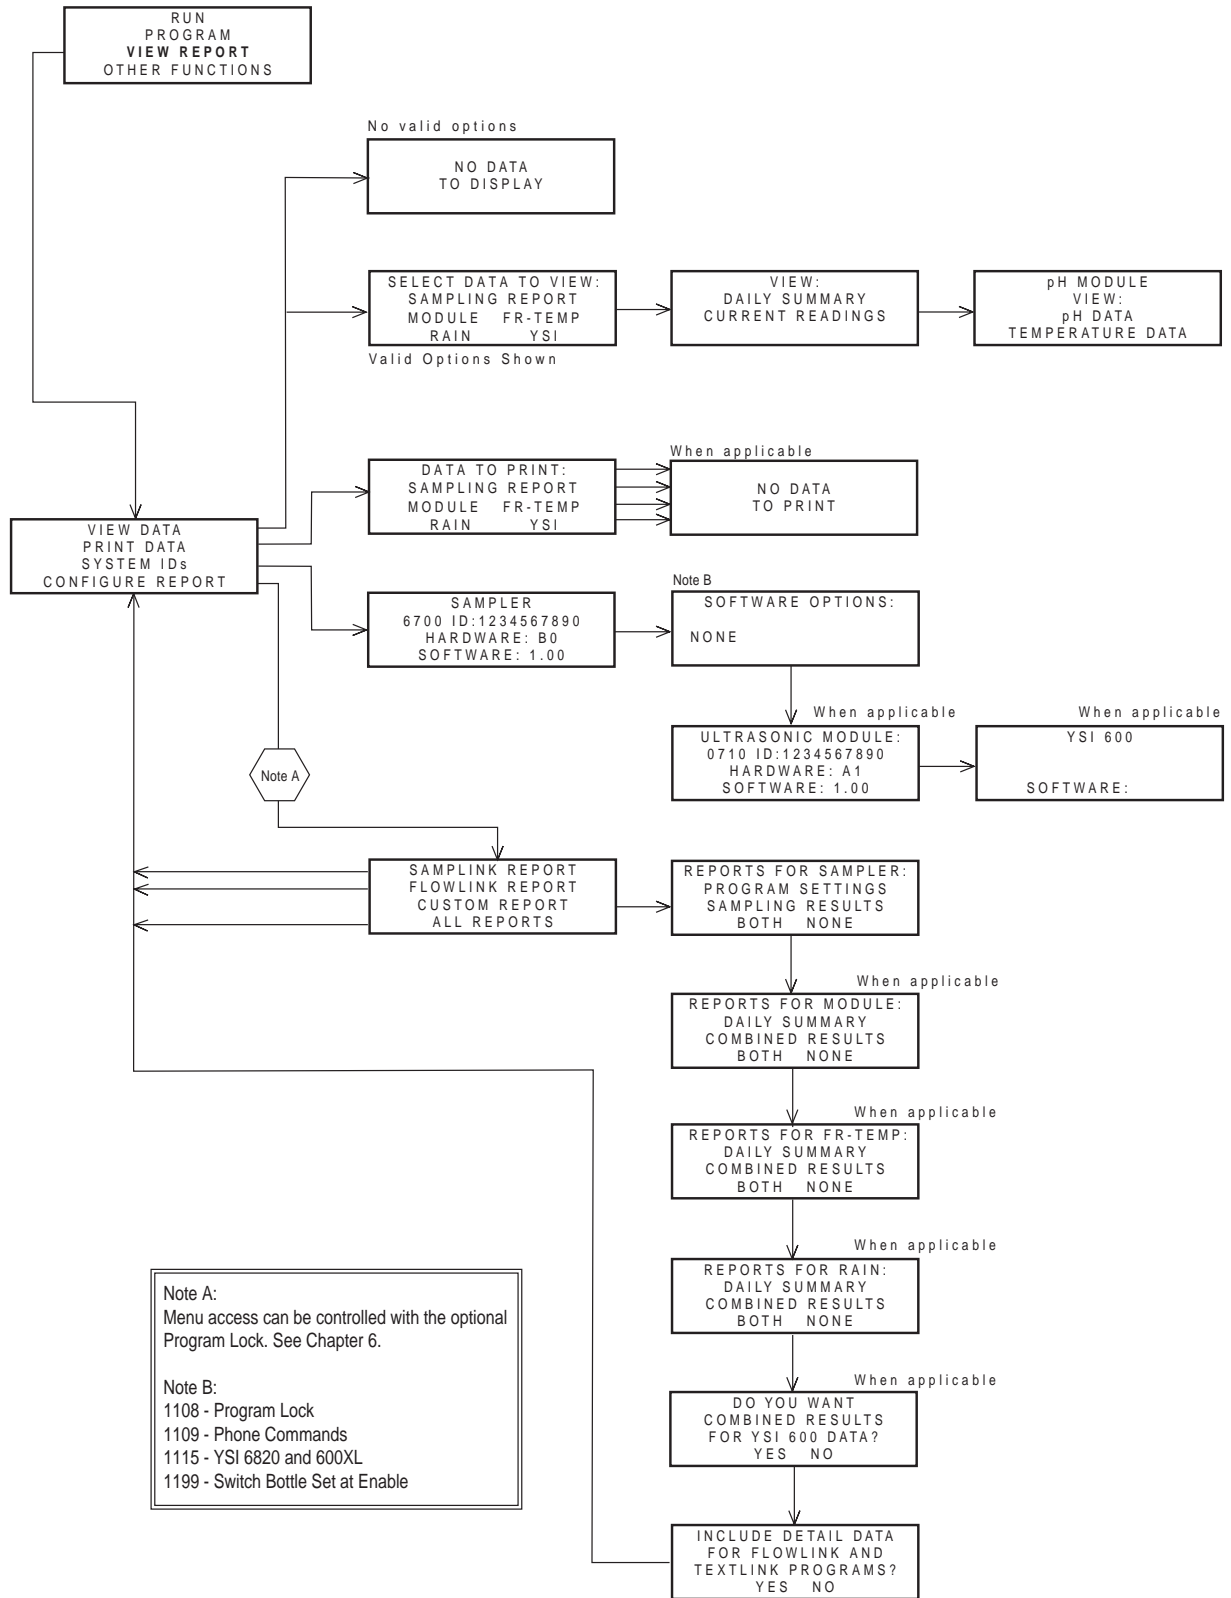 RUN
PROGRAM
VIEW REPORT
OTHER FUNCTIONS
No valid options
NO DATA
TO DISPLAY
SELECT DATA TO VIEW:
SAMPLING REPORT
MODULE FR-TEMP
RAIN YSI
Valid Options Shown
VIEW:
DAILY SUMMARY
CURRENT READINGS
pH MODULE
VIEW:
pH DATA
TEMPERATURE DATA
DATA TO PRINT:
SAMPLING REPORT
MODULE FR-TEMP
RAIN YSI
When applicable
NO DATA
TO PRINT
VIEW DATA
PRINT DATA
SYSTEM IDs
CONFIGURE REPORT
SAMPLER
6700 ID:1234567890
HARDWARE: B0
SOFTWARE: 1.00
Note B
SOFTWARE OPTIONS:
NONE
When applicable
ULTRASONIC MODULE:
0710 ID:1234567890
HARDWARE: A1
SOFTWARE: 1.00
When applicable
YSI 600
SOFTWARE:
Note A
SAMPLINK REPORT
FLOWLINK REPORT
CUSTOM REPORT
ALL REPORTS
REPORTS FOR SAMPLER:
PROGRAM SETTINGS
SAMPLING RESULTS
BOTH NONE
When applicable
REPORTS FOR MODULE:
DAILY SUMMARY
COMBINED RESULTS
BOTH NONE
When applicable
REPORTS FOR FR-TEMP:
DAILY SUMMARY
COMBINED RESULTS
BOTH NONE
When applicable
REPORTS FOR RAIN:
DAILY SUMMARY
COMBINED RESULTS
BOTH NONE
When applicable
DO YOU WANT
COMBINED RESULTS
FOR YSI 600 DATA?
YES NO
INCLUDE DETAIL DATA
FOR FLOWLINK AND
TEXTLINK PROGRAMS?
YES NO
Note A:
Menu access can be controlled with the optional
Program Lock. See Chapter 6.
Note B:
1108 - Program Lock
1109 - Phone Commands
1115 - YSI 6820 and 600XL
1199 - Switch Bottle Set at Enable